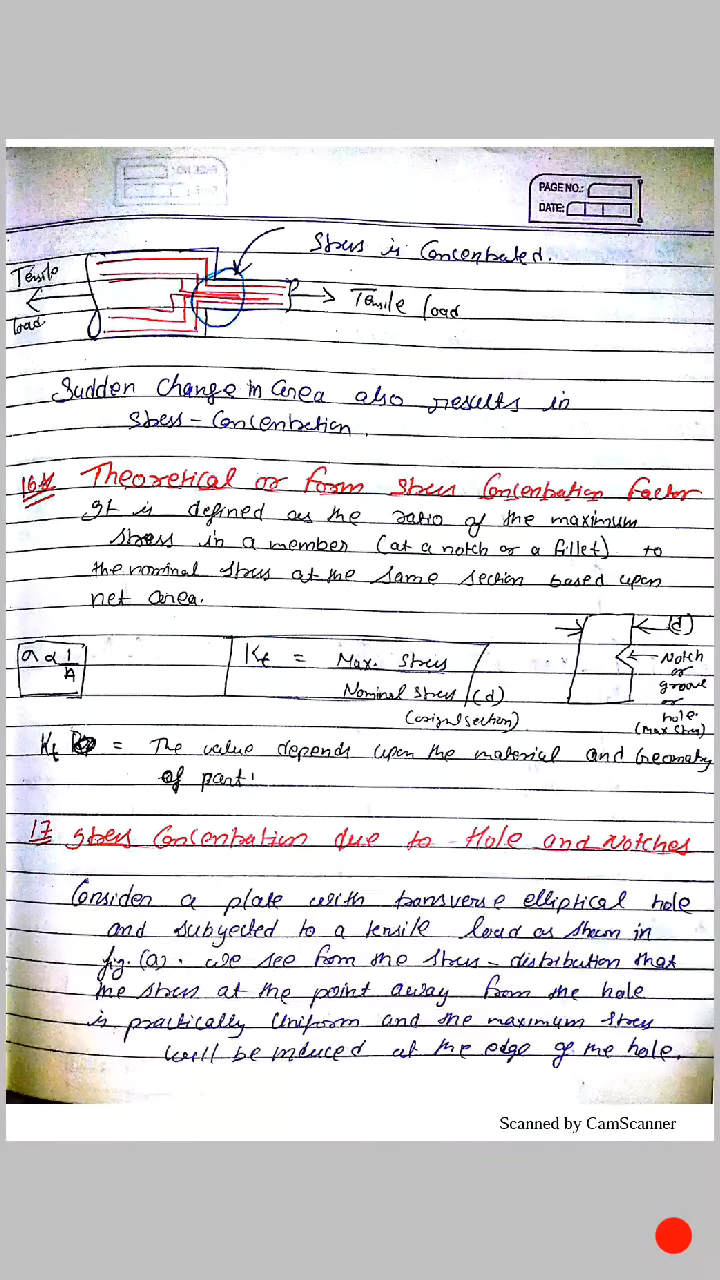 PAGE NO.:
DATE:
Stress is Concentrated.
Tensile
load
Tensile load
Sudden Change in area also results in
stress - Concentration.
16.* Theoretical or form stress Concentration Factor
It is defined as the ratio of the maximum
stress in a member (at a notch or a fillet) to
the nominal stress at the same section based upon
net area.
σ ∝ 1/A
Kt = Max. stress
Nominal stress (d)
(original section)
(d)
Notch
or
groove
or
hole.
(Max stress)
Kt = The value depends upon the material and Geometry
of part.
17 Stress Concentration due to Hole and Notches
Consider a plate with transverse elliptical hole
and subjected to a tensile load as shown in
fig. (a). we see from the stress - distribution that
the stress at the point away from the hole
is practically Uniform and the maximum stress
will be induced at the edge of the hole.
Scanned by CamScanner